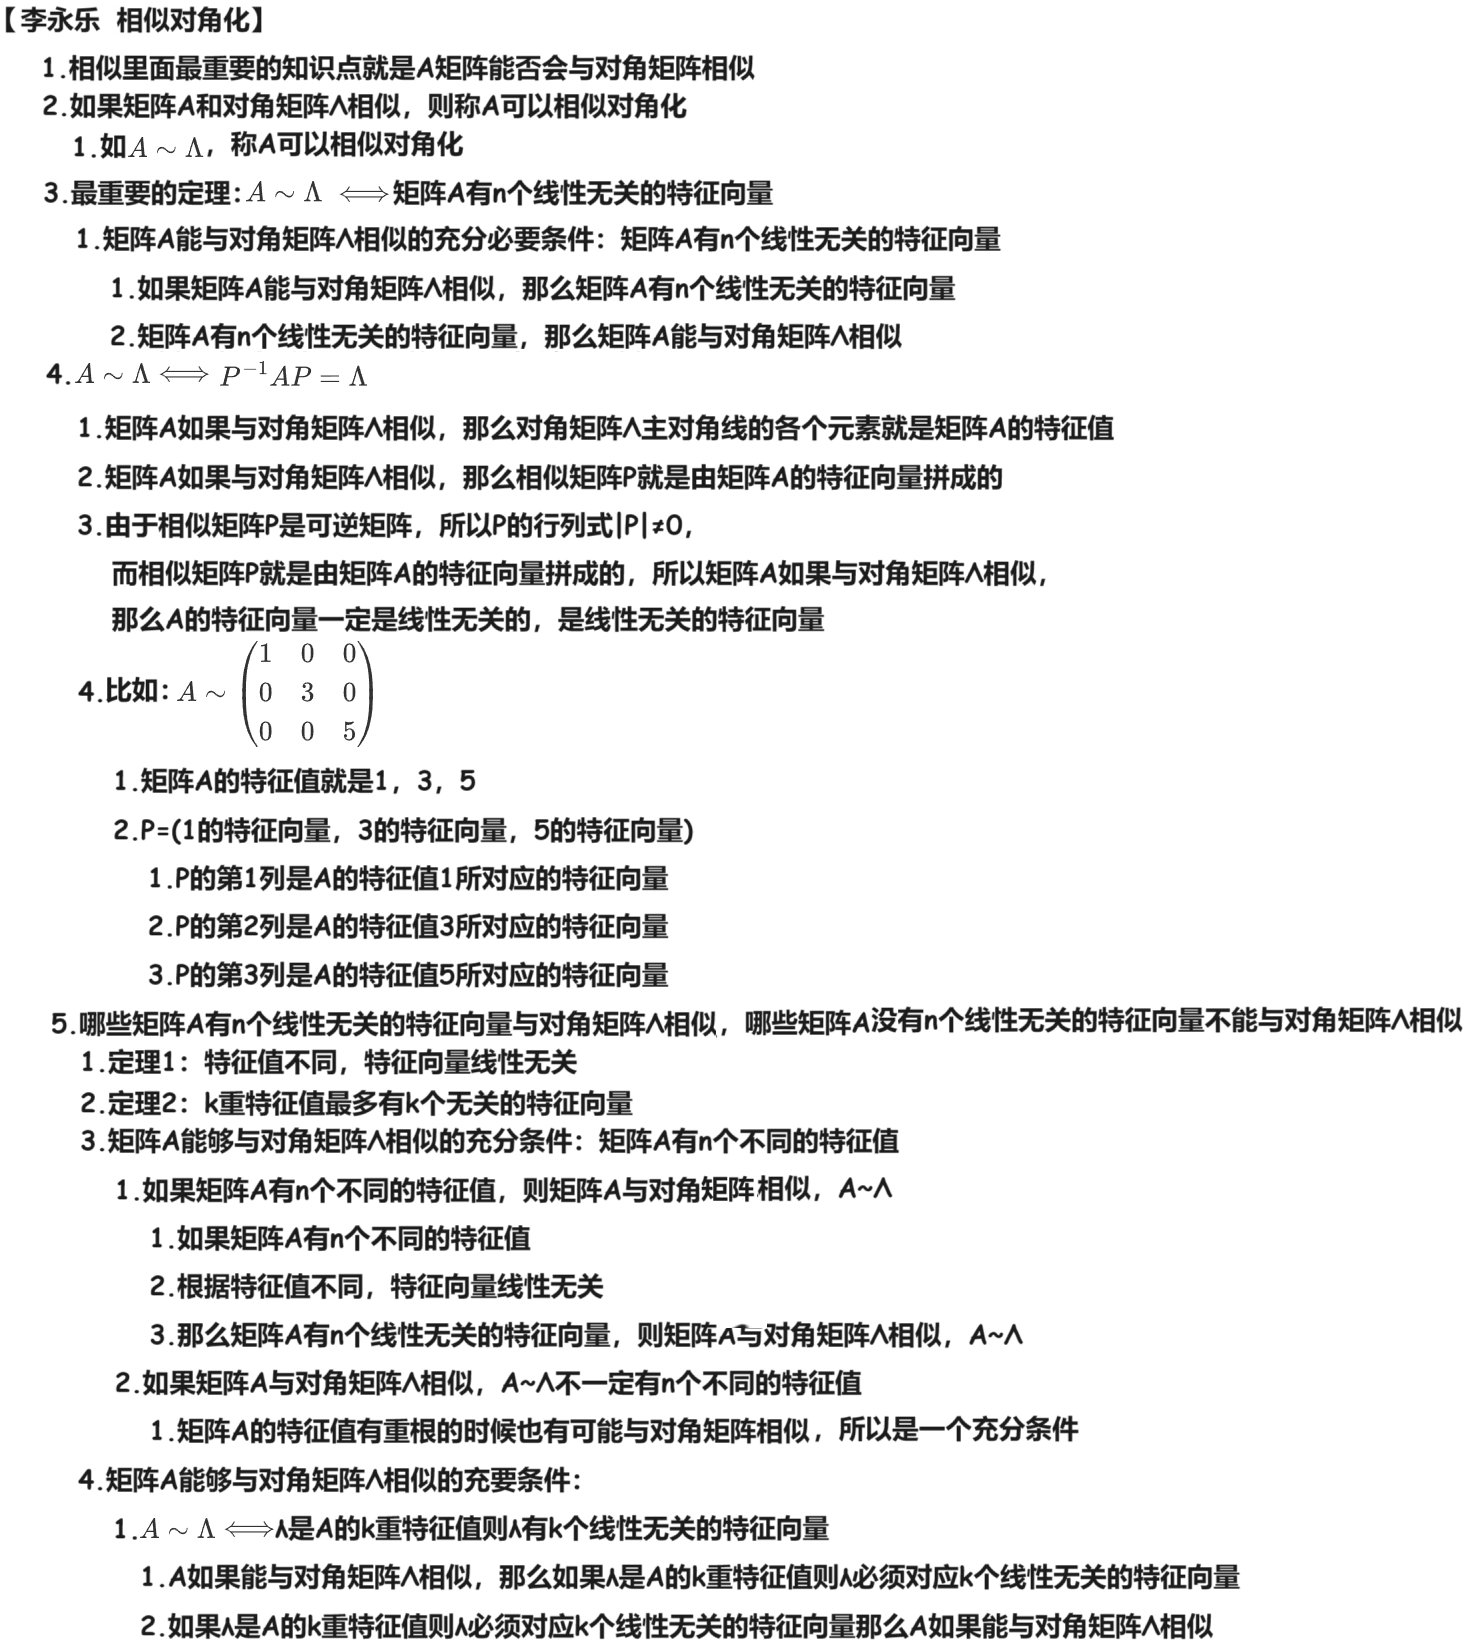 【李永乐 相似对角化】
1.相似里面最重要的知识点就是A矩阵能否会与对角矩阵相似
2.如果矩阵A和对角矩阵Λ相似，则称A可以相似对角化
1.如A ∼ Λ，称A可以相似对角化
3.最重要的定理：A ∼ Λ ⟺矩阵A有n个线性无关的特征向量
1.矩阵A能与对角矩阵Λ相似的充分必要条件：矩阵A有n个线性无关的特征向量
1.如果矩阵A能与对角矩阵Λ相似，那么矩阵A有n个线性无关的特征向量
2.矩阵A有n个线性无关的特征向量，那么矩阵A能与对角矩阵Λ相似
4.A ∼ Λ ⟺ P⁻¹AP = Λ
1.矩阵A如果与对角矩阵Λ相似，那么对角矩阵Λ主对角线的各个元素就是矩阵A的特征值
2.矩阵A如果与对角矩阵Λ相似，那么相似矩阵P就是由矩阵A的特征向量拼成的
3.由于相似矩阵P是可逆矩阵，所以P的行列式|P|≠0，
而相似矩阵P就是由矩阵A的特征向量拼成的，所以矩阵A如果与对角矩阵Λ相似，
那么A的特征向量一定是线性无关的，是线性无关的特征向量
1 0 0
4.比如：A ∼ 0 3 0
0 0 5
1.矩阵A的特征值就是1，3，5
2.P=(1的特征向量，3的特征向量，5的特征向量)
1.P的第1列是A的特征值1所对应的特征向量
2.P的第2列是A的特征值3所对应的特征向量
3.P的第3列是A的特征值5所对应的特征向量
5.哪些矩阵A有n个线性无关的特征向量与对角矩阵Λ相似，哪些矩阵A没有n个线性无关的特征向量不能与对角矩阵Λ相似
1.定理1：特征值不同，特征向量线性无关
2.定理2：k重特征值最多有k个无关的特征向量
3.矩阵A能够与对角矩阵Λ相似的充分条件：矩阵A有n个不同的特征值
1.如果矩阵A有n个不同的特征值，则矩阵A与对角矩阵相似，A~Λ
1.如果矩阵A有n个不同的特征值
2.根据特征值不同，特征向量线性无关
3.那么矩阵A有n个线性无关的特征向量，则矩阵A与对角矩阵Λ相似，A~Λ
2.如果矩阵A与对角矩阵Λ相似，A~Λ不一定有n个不同的特征值
1.矩阵A的特征值有重根的时候也有可能与对角矩阵相似，所以是一个充分条件
4.矩阵A能够与对角矩阵Λ相似的充要条件：
1.A ∼ Λ ⟺λ是A的k重特征值则λ有k个线性无关的特征向量
1.A如果能与对角矩阵Λ相似，那么如果λ是A的k重特征值则λ必须对应k个线性无关的特征向量
2.如果λ是A的k重特征值则λ必须对应k个线性无关的特征向量那么A如果能与对角矩阵Λ相似